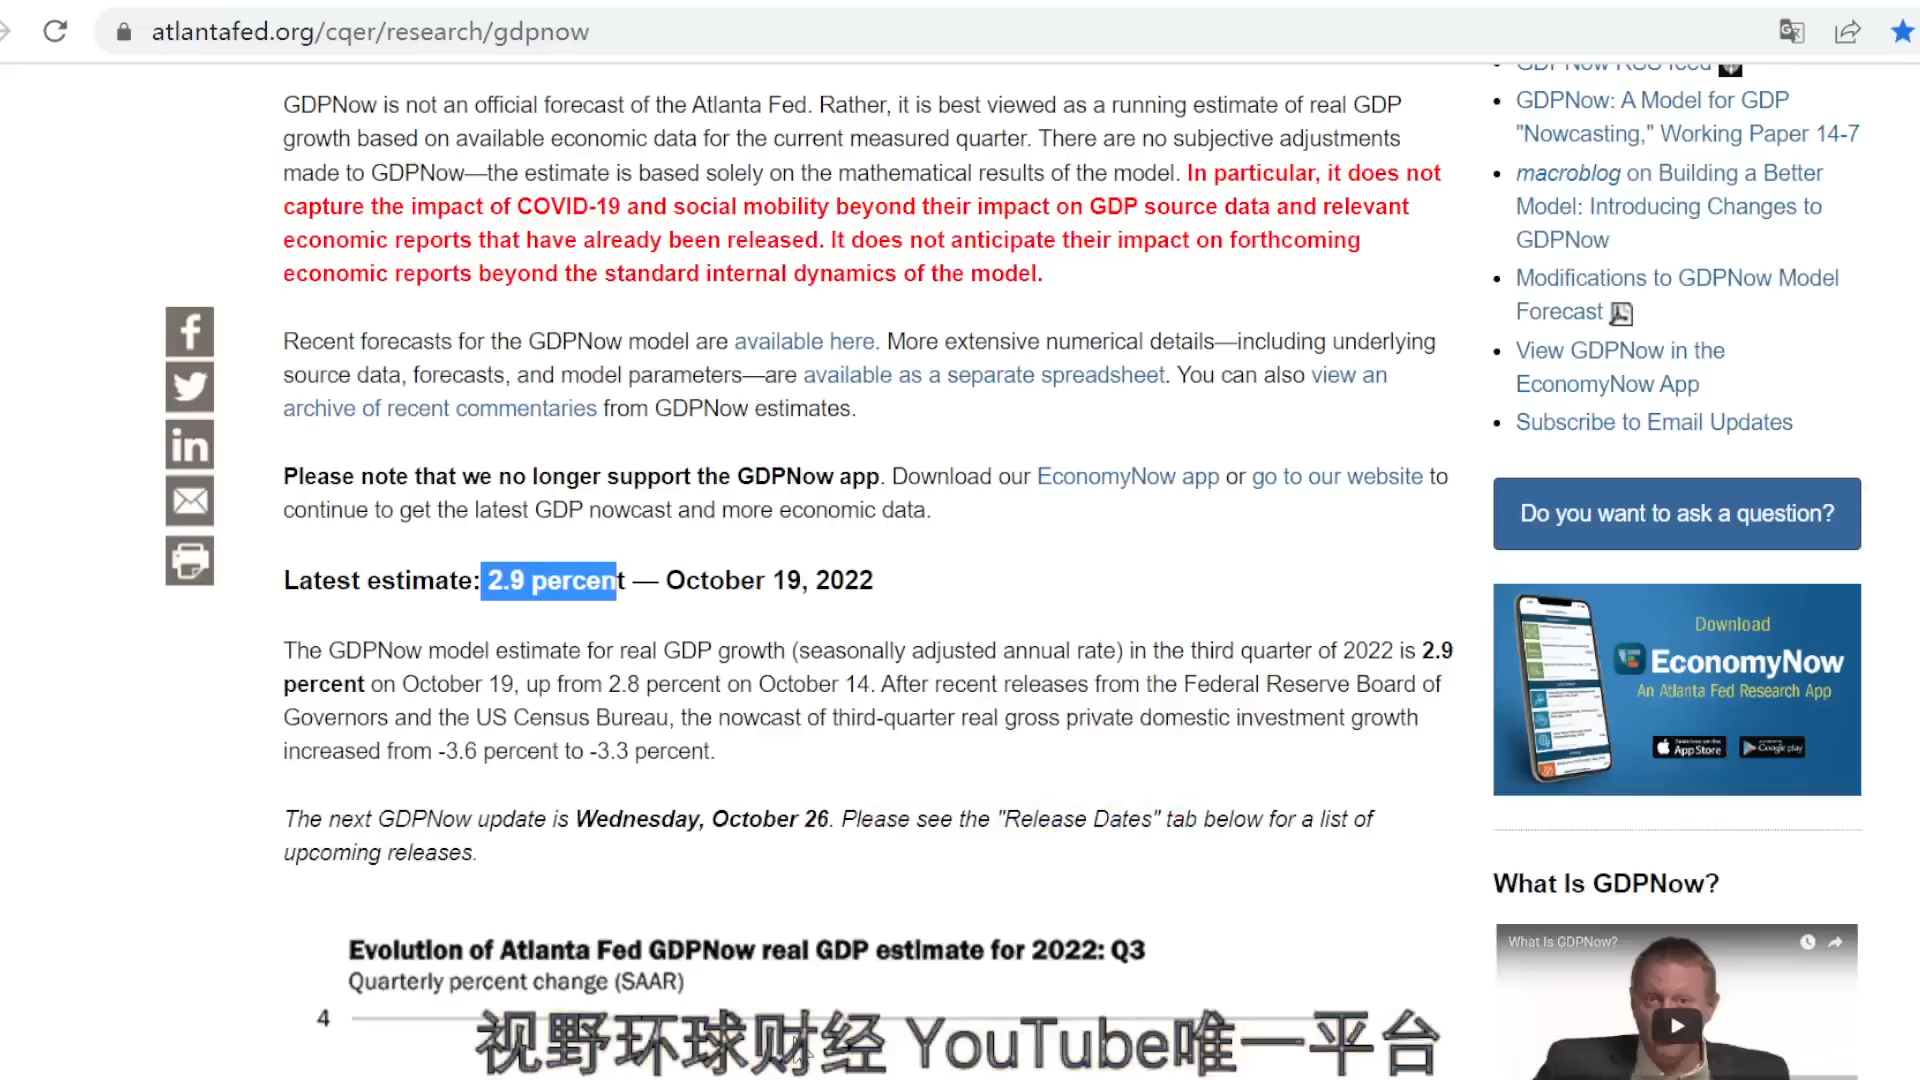 atlantafed.org/cqer/research/gdpnow
GDPNow is not an official forecast of the Atlanta Fed. Rather, it is best viewed as a running estimate of real GDP
growth based on available economic data for the current measured quarter. There are no subjective adjustments
made to GDPNow—the estimate is based solely on the mathematical results of the model. In particular, it does not
capture the impact of COVID-19 and social mobility beyond their impact on GDP source data and relevant
economic reports that have already been released. It does not anticipate their impact on forthcoming
economic reports beyond the standard internal dynamics of the model.
Recent forecasts for the GDPNow model are available here. More extensive numerical details—including underlying
source data, forecasts, and model parameters—are available as a separate spreadsheet. You can also view an
archive of recent commentaries from GDPNow estimates.
Please note that we no longer support the GDPNow app. Download our EconomyNow app or go to our website to
continue to get the latest GDP nowcast and more economic data.
Latest estimate: 2.9 percent — October 19, 2022
The GDPNow model estimate for real GDP growth (seasonally adjusted annual rate) in the third quarter of 2022 is 2.9
percent on October 19, up from 2.8 percent on October 14. After recent releases from the Federal Reserve Board of
Governors and the US Census Bureau, the nowcast of third-quarter real gross private domestic investment growth
increased from -3.6 percent to -3.3 percent.
The next GDPNow update is Wednesday, October 26. Please see the "Release Dates" tab below for a list of
upcoming releases.
Evolution of Atlanta Fed GDPNow real GDP estimate for 2022: Q3
Quarterly percent change (SAAR)
4
视野环球财经 YouTube唯一平台
GDPNow RSS feed
GDPNow: A Model for GDP
"Nowcasting," Working Paper 14-7
macroblog on Building a Better
Model: Introducing Changes to
GDPNow
Modifications to GDPNow Model
Forecast
View GDPNow in the
EconomyNow App
Subscribe to Email Updates
Do you want to ask a question?
Download
EconomyNow
An Atlanta Fed Research App
App Store
Google play
What Is GDPNow?
What Is GDPNow?